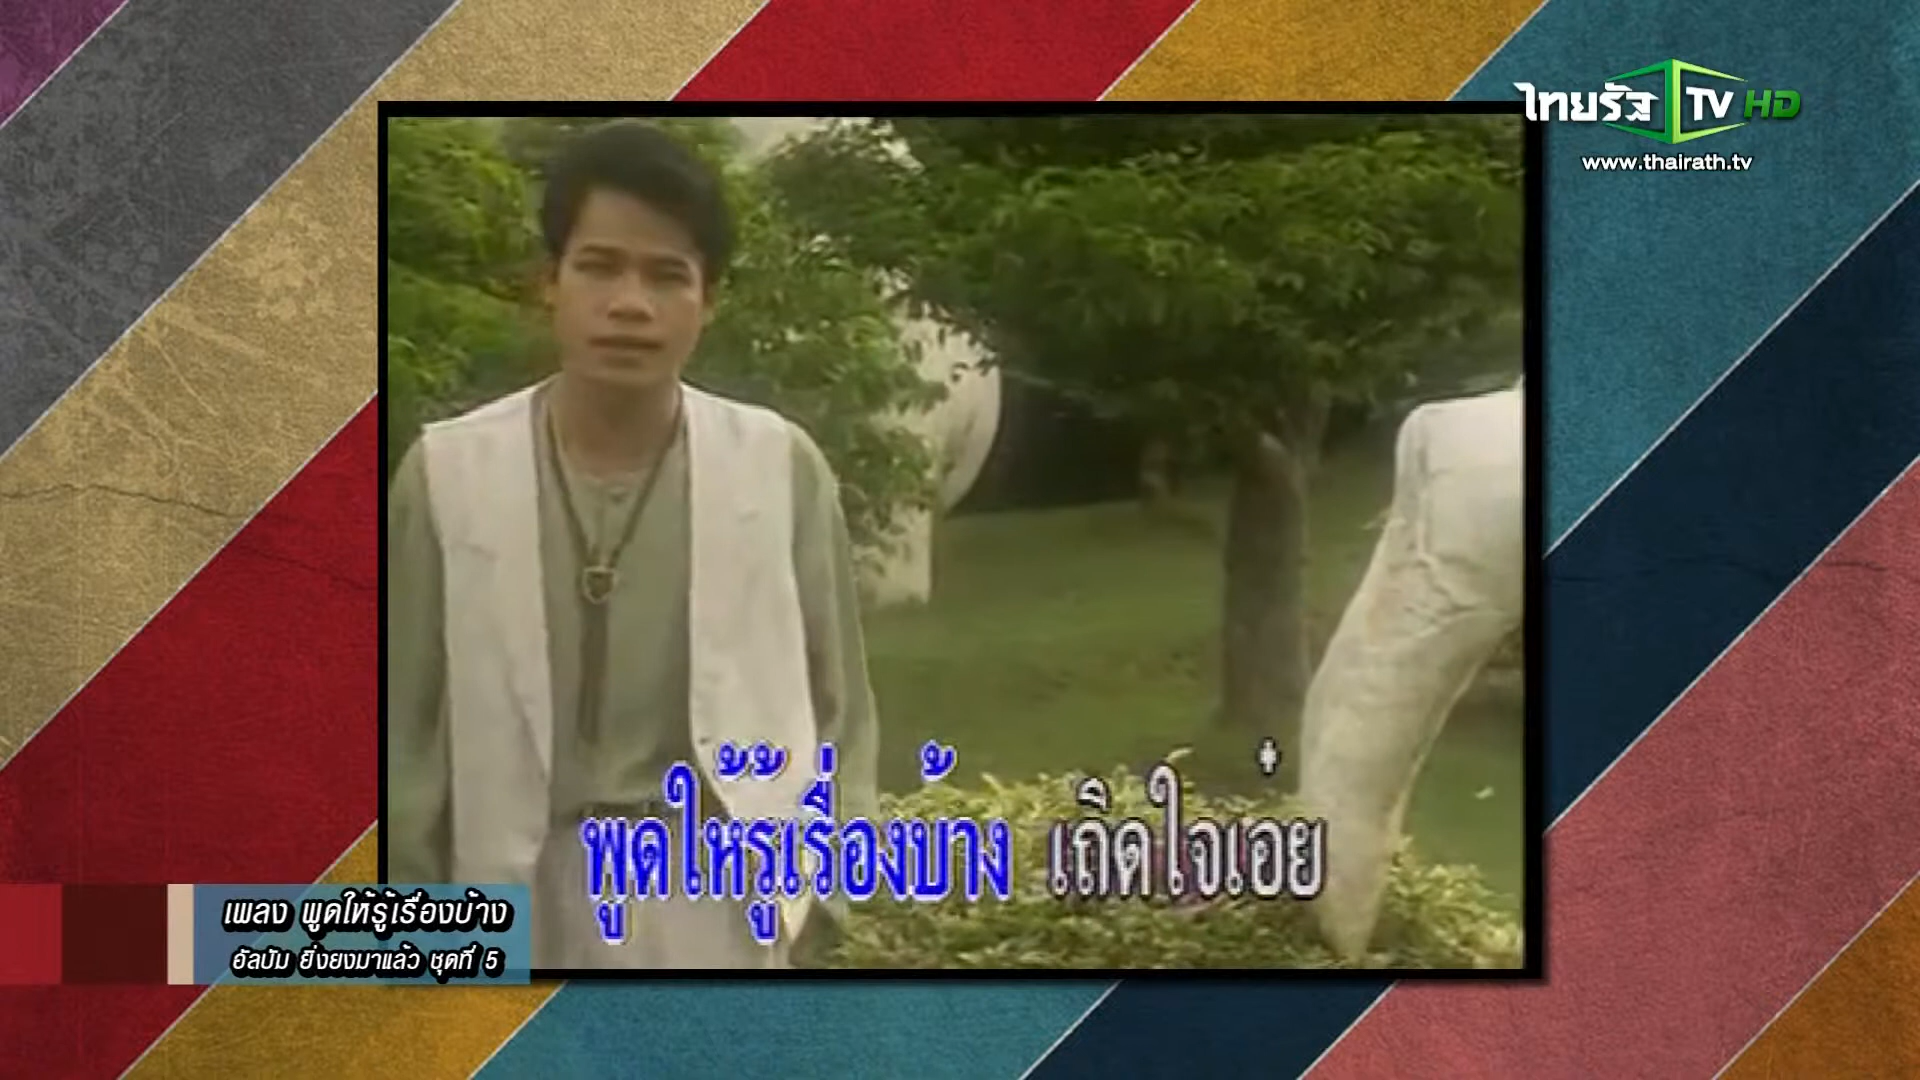 ไทยรัฐ TV HD
www.thairath.tv
พูดให้รู้เรื่องบ้าง เถิดใจเอ๋ย
เพลง พูดให้รู้เรื่องบ้าง
อัลบัม ยิ่งยงมาแล้ว ชุดที่ 5